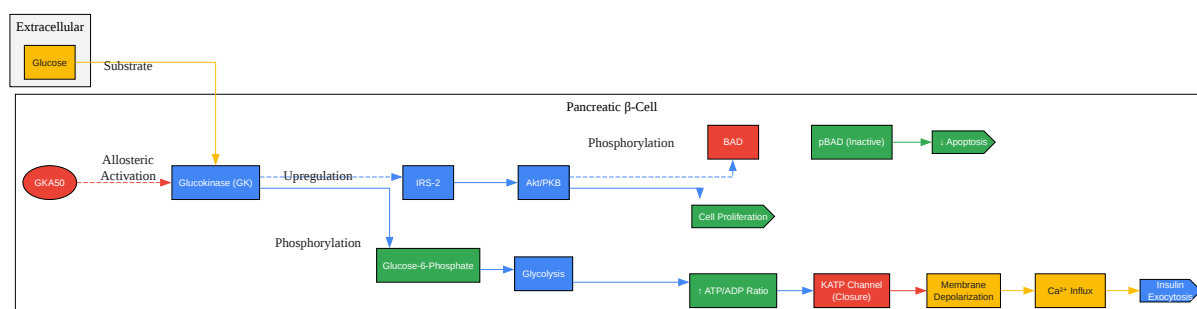 Extracellular
Glucose
Substrate
Pancreatic β-Cell
Allosteric
Activation
GKA50
Glucokinase (GK)
Upregulation
IRS-2
Akt/PKB
Phosphorylation
BAD
pBAD (Inactive)
↓ Apoptosis
Cell Proliferation
Phosphorylation
Glucose-6-Phosphate
Glycolysis
↑ ATP/ADP Ratio
KATP Channel
(Closure)
Membrane
Depolarization
Ca²⁺ Influx
Insulin
Exocytosis